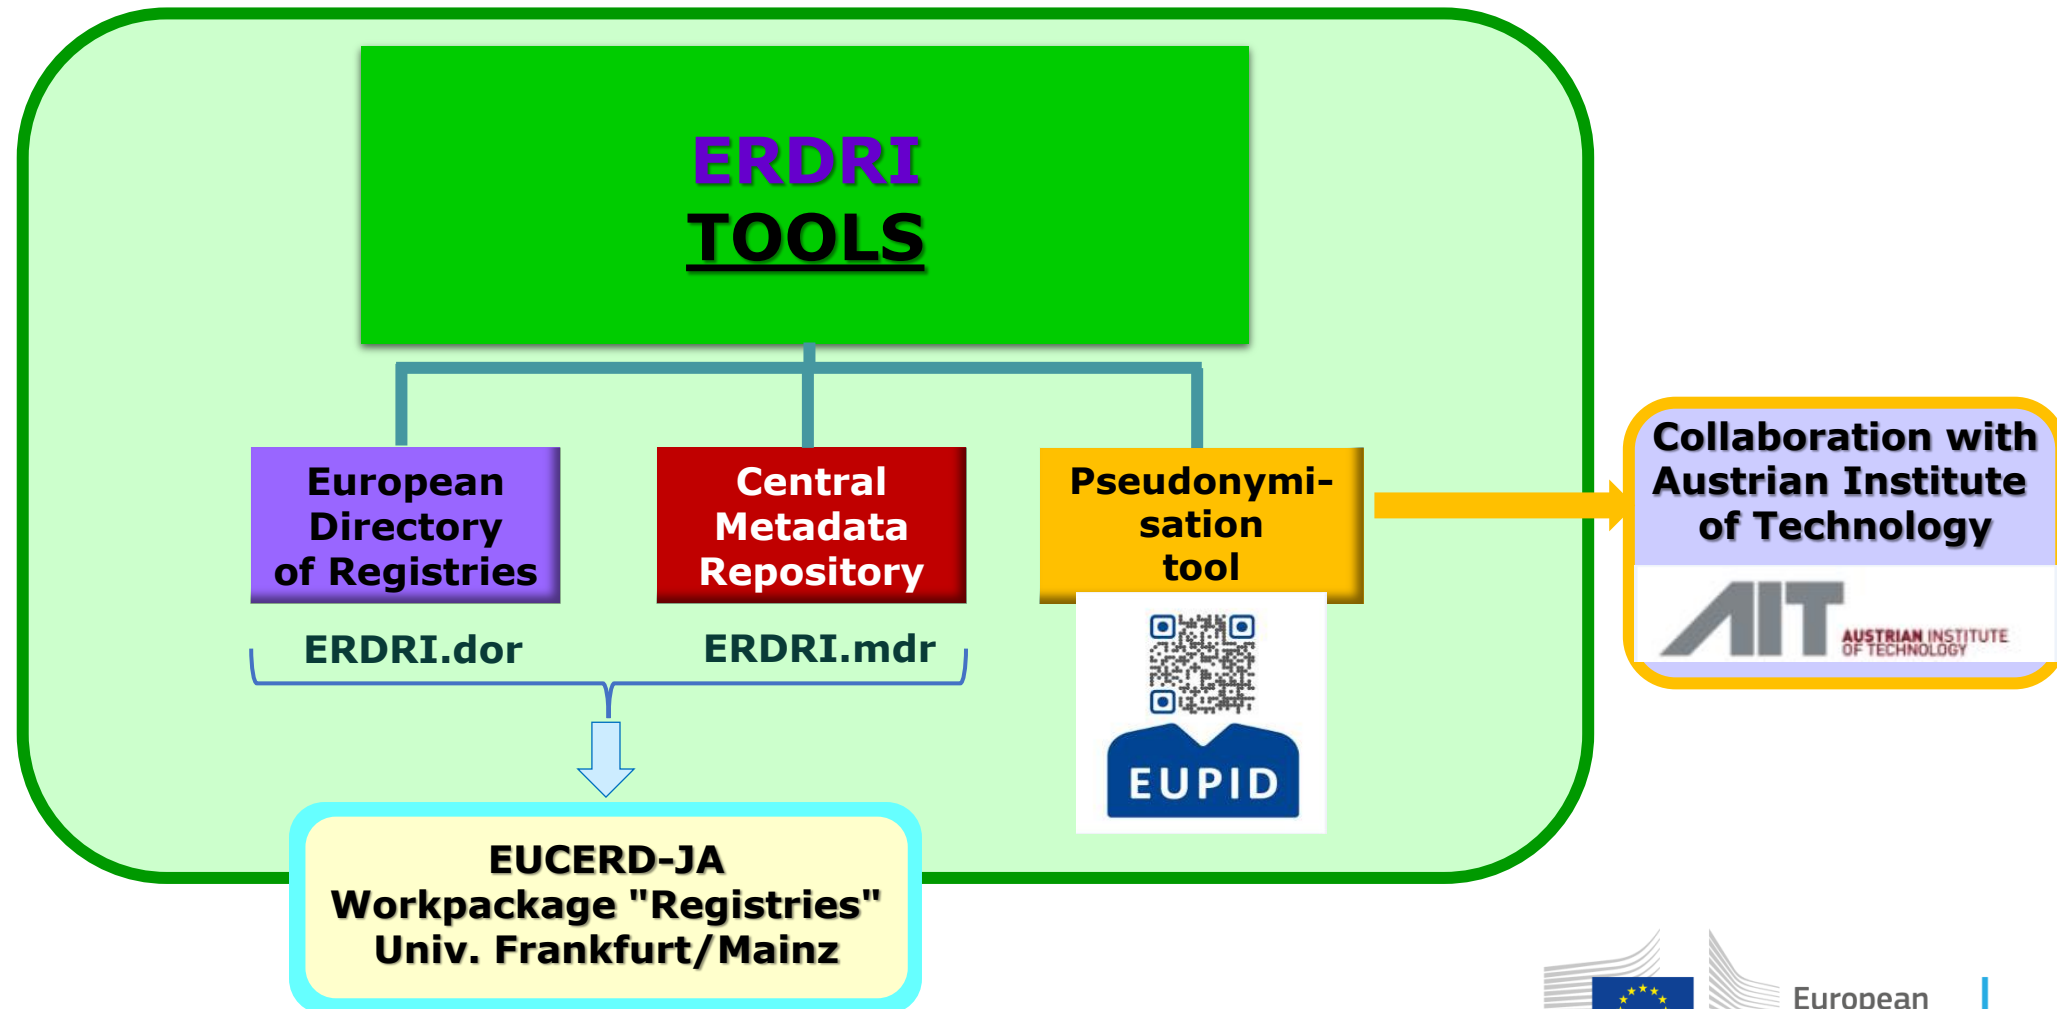 ERDRI
TOOLS
European
Directory
of Registries
Central
Metadata
Repository
Pseudonymi-
sation
tool
ERDRI.dor
ERDRI.mdr
EUPID
Collaboration with
Austrian Institute
of Technology
AIT
AUSTRIAN INSTITUTE
OF TECHNOLOGY
EUCERD-JA
Workpackage "Registries"
Univ. Frankfurt/Mainz
European